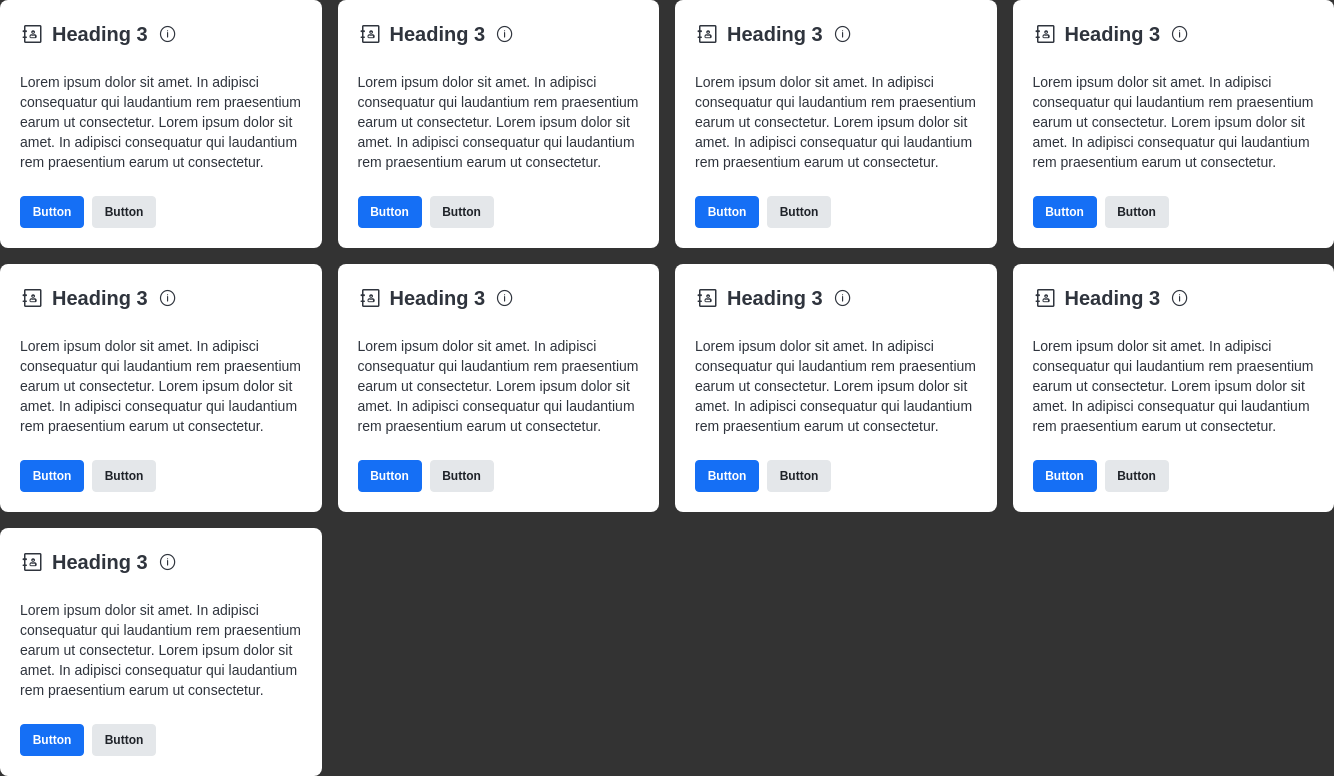 Heading 3
Lorem ipsum dolor sit amet. In adipisci
consequatur qui laudantium rem praesentium
earum ut consectetur. Lorem ipsum dolor sit
amet. In adipisci consequatur qui laudantium
rem praesentium earum ut consectetur.
Button Button
Heading 3
Lorem ipsum dolor sit amet. In adipisci
consequatur qui laudantium rem praesentium
earum ut consectetur. Lorem ipsum dolor sit
amet. In adipisci consequatur qui laudantium
rem praesentium earum ut consectetur.
Button Button
Heading 3
Lorem ipsum dolor sit amet. In adipisci
consequatur qui laudantium rem praesentium
earum ut consectetur. Lorem ipsum dolor sit
amet. In adipisci consequatur qui laudantium
rem praesentium earum ut consectetur.
Button Button
Heading 3
Lorem ipsum dolor sit amet. In adipisci
consequatur qui laudantium rem praesentium
earum ut consectetur. Lorem ipsum dolor sit
amet. In adipisci consequatur qui laudantium
rem praesentium earum ut consectetur.
Button Button
Heading 3
Lorem ipsum dolor sit amet. In adipisci
consequatur qui laudantium rem praesentium
earum ut consectetur. Lorem ipsum dolor sit
amet. In adipisci consequatur qui laudantium
rem praesentium earum ut consectetur.
Button Button
Heading 3
Lorem ipsum dolor sit amet. In adipisci
consequatur qui laudantium rem praesentium
earum ut consectetur. Lorem ipsum dolor sit
amet. In adipisci consequatur qui laudantium
rem praesentium earum ut consectetur.
Button Button
Heading 3
Lorem ipsum dolor sit amet. In adipisci
consequatur qui laudantium rem praesentium
earum ut consectetur. Lorem ipsum dolor sit
amet. In adipisci consequatur qui laudantium
rem praesentium earum ut consectetur.
Button Button
Heading 3
Lorem ipsum dolor sit amet. In adipisci
consequatur qui laudantium rem praesentium
earum ut consectetur. Lorem ipsum dolor sit
amet. In adipisci consequatur qui laudantium
rem praesentium earum ut consectetur.
Button Button
Heading 3
Lorem ipsum dolor sit amet. In adipisci
consequatur qui laudantium rem praesentium
earum ut consectetur. Lorem ipsum dolor sit
amet. In adipisci consequatur qui laudantium
rem praesentium earum ut consectetur.
Button Button